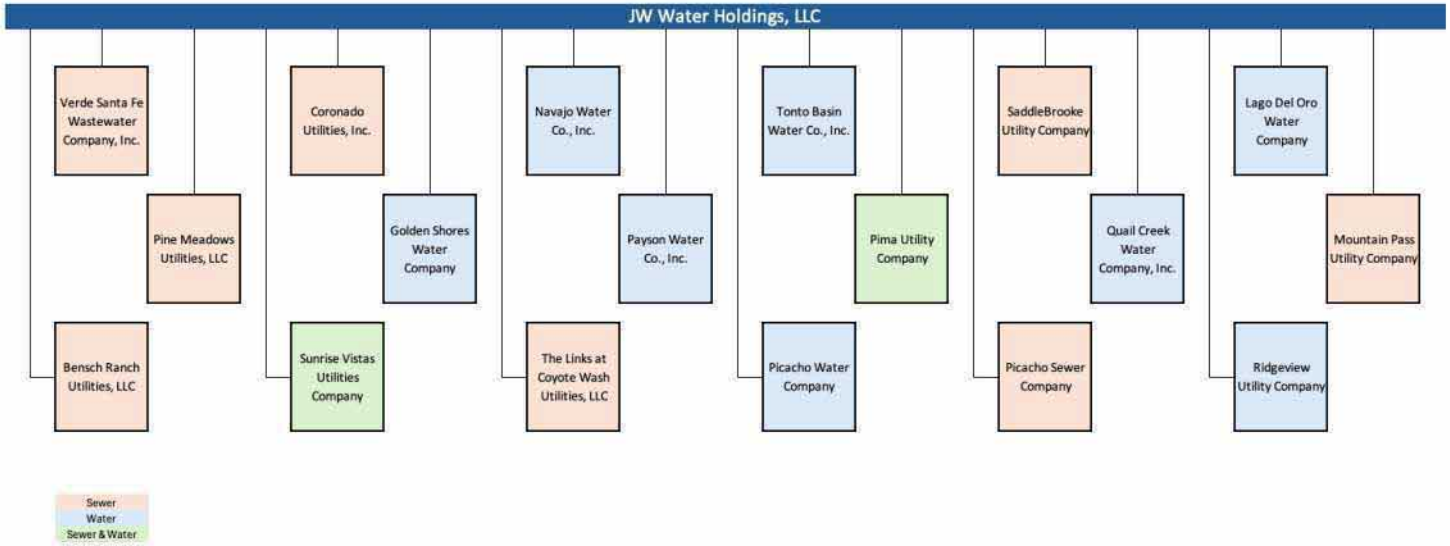 JW Water Holdings, LLC
Verde Santa Fe
Wastewater
Company, Inc.
Coronado
Utilities, Inc.
Navajo Water
Co., Inc.
Tonto Basin
Water Co., Inc.
SaddleBrooke
Utility Company
Lago Del Oro
Water
Company
Pine Meadows
Utilities, LLC
Golden Shores
Water
Company
Payson Water
Co., Inc.
Pima Utility
Company
Quail Creek
Water
Company, Inc.
Mountain Pass
Utility Company
Bensch Ranch
Utilities, LLC
Sunrise Vistas
Utilities
Company
The Links at
Coyote Wash
Utilities, LLC
Picacho Water
Company
Picacho Sewer
Company
Ridgeview
Utility Company
Sewer
Water
Sewer & Water